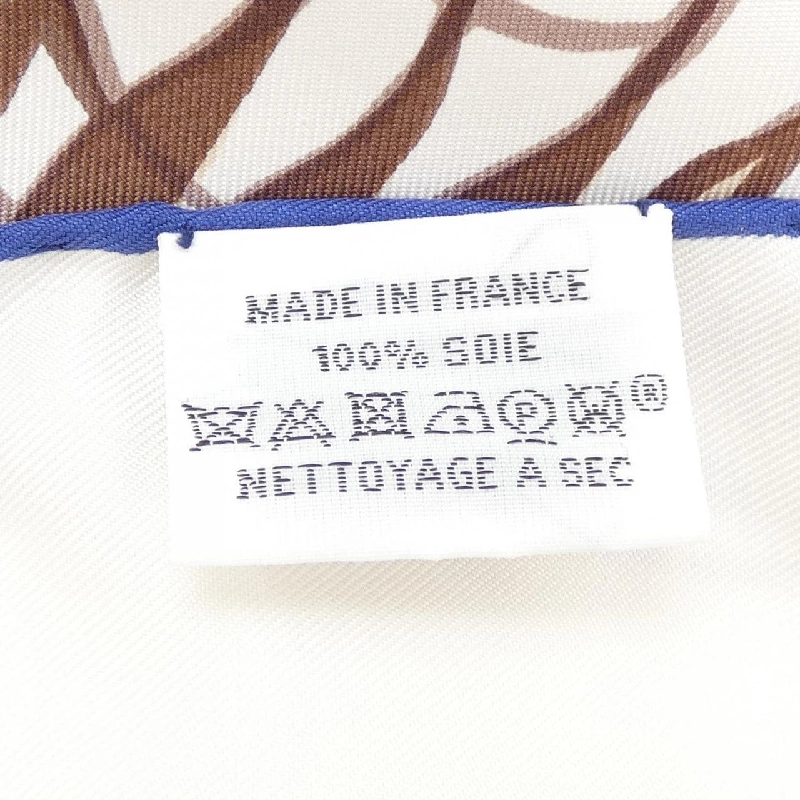 MADE IN FRANCE
100% SOIE
P ®
NETTOYAGE A SEC